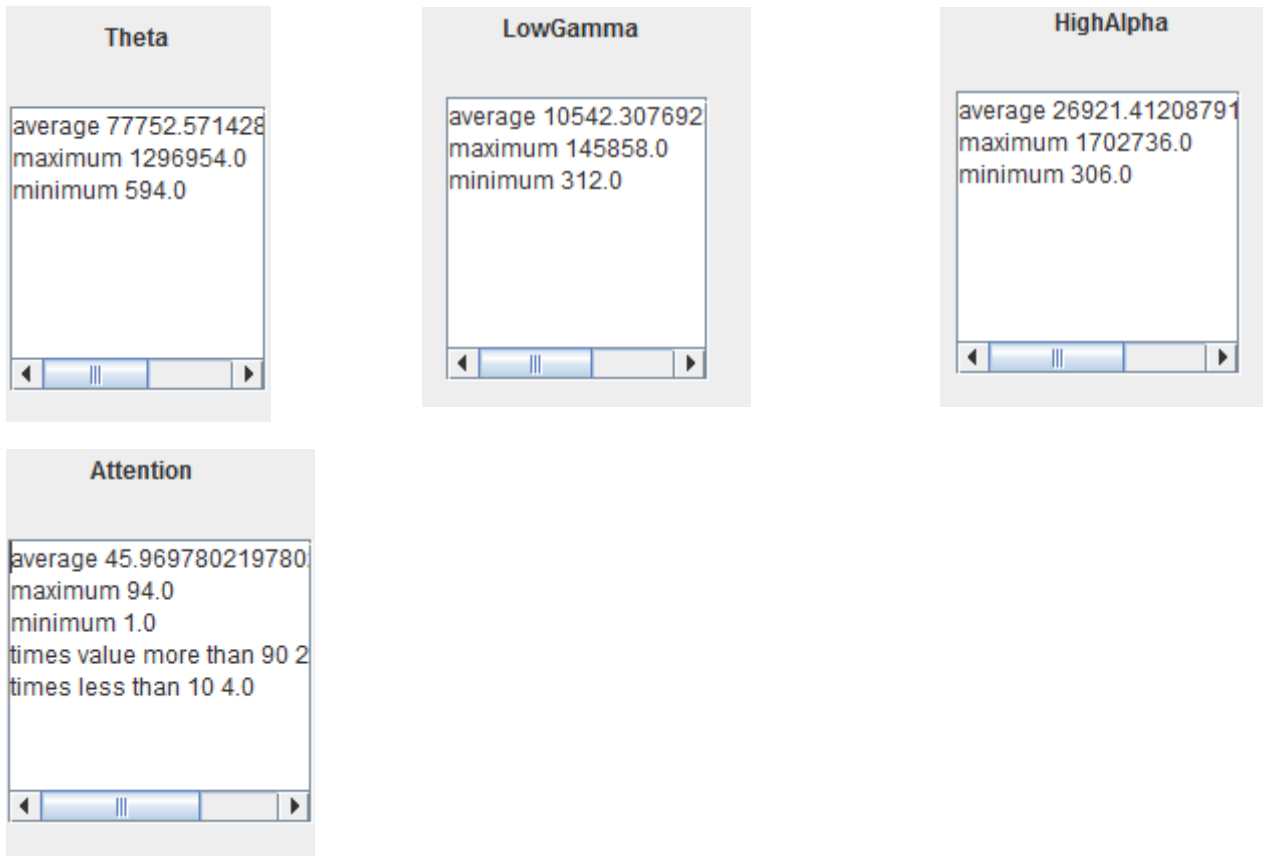 Theta
average 77752.571428
maximum 1296954.0
minimum 594.0
LowGamma
average 10542.307692
maximum 145858.0
minimum 312.0
HighAlpha
average 26921.41208791
maximum 1702736.0
minimum 306.0
Attention
average 45.9697802197802
maximum 94.0
minimum 1.0
times value more than 90 2
times less than 10 4.0